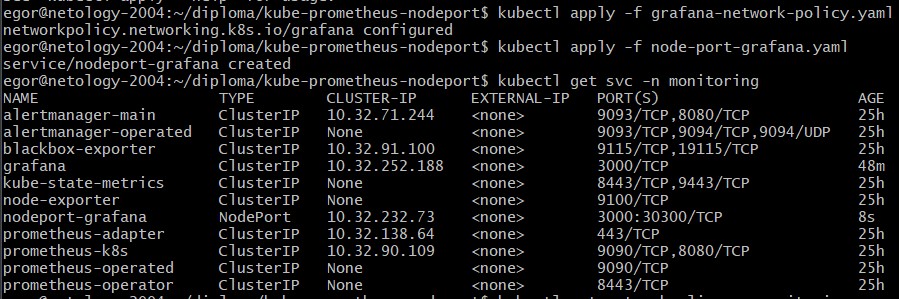 egor@netology-2004:~/diploma/kube-prometheus-nodeport$ kubectl apply -f grafana-network-policy.yaml
networkpolicy.networking.k8s.io/grafana configured
egor@netology-2004:~/diploma/kube-prometheus-nodeport$ kubectl apply -f node-port-grafana.yaml
service/nodeport-grafana created
egor@netology-2004:~/diploma/kube-prometheus-nodeport$ kubectl get svc -n monitoring
NAME TYPE CLUSTER-IP EXTERNAL-IP PORT(S) AGE
alertmanager-main ClusterIP 10.32.71.244 <none> 9093/TCP,8080/TCP 25h
alertmanager-operated ClusterIP None <none> 9093/TCP,9094/TCP,9094/UDP 25h
blackbox-exporter ClusterIP 10.32.91.100 <none> 9115/TCP,19115/TCP 25h
grafana ClusterIP 10.32.252.188 <none> 3000/TCP 48m
kube-state-metrics ClusterIP None <none> 8443/TCP,9443/TCP 25h
node-exporter ClusterIP None <none> 9100/TCP 25h
nodeport-grafana NodePort 10.32.232.73 <none> 3000:30300/TCP 8s
prometheus-adapter ClusterIP 10.32.138.64 <none> 443/TCP 25h
prometheus-k8s ClusterIP 10.32.90.109 <none> 9090/TCP,8080/TCP 25h
prometheus-operated ClusterIP None <none> 9090/TCP 25h
prometheus-operator ClusterIP None <none> 8443/TCP 25h